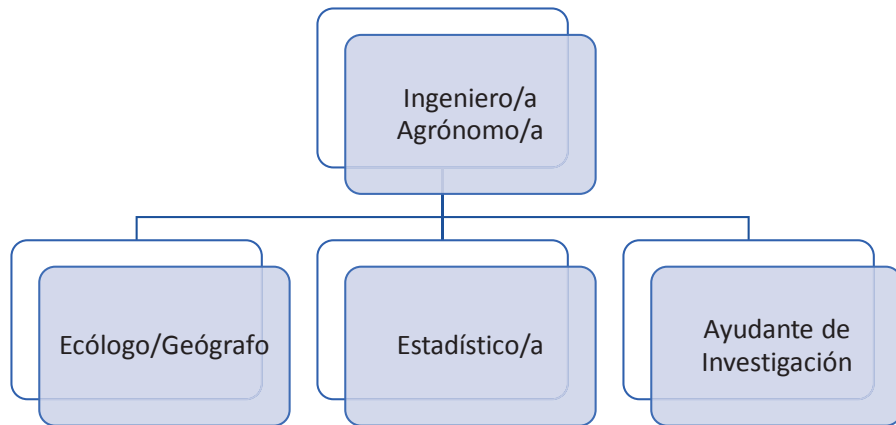 Ingeniero/a
Agrónomo/a
Ecólogo/Geógrafo
Estadístico/a
Ayudante de
Investigación